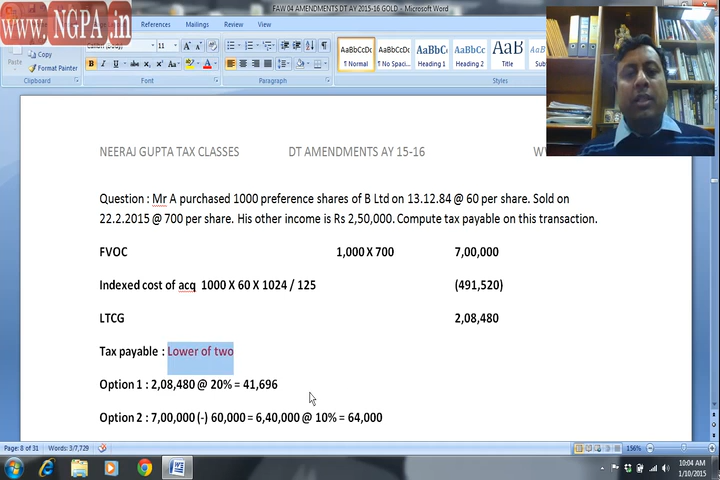 FAW 04 AMENDMENTS DT AY 2015-16 GOLD - Microsoft Word
www.NGPA.in
References Mailings Review View
Copy
Paste
Format Painter
Clipboard
11
Font
Paragraph
AaBbCcDc AaBbCcDc AaBbC AaBbCc AaB AaBbCc
¶ Normal ¶ No Spaci... Heading 1 Heading 2 Title Sub
Styles
NEERAJ GUPTA TAX CLASSES DT AMENDMENTS AY 15-16
Question : Mr A purchased 1000 preference shares of B Ltd on 13.12.84 @ 60 per share. Sold on
22.2.2015 @ 700 per share. His other income is Rs 2,50,000. Compute tax payable on this transaction.
FVOC 1,000 X 700 7,00,000
Indexed cost of acq 1000 X 60 X 1024 / 125 (491,520)
LTCG 2,08,480
Tax payable : Lower of two
Option 1 : 2,08,480 @ 20% = 41,696
Option 2 : 7,00,000 (-) 60,000 = 6,40,000 @ 10% = 64,000
Page: 8 of 31 Words: 3/7,729 156%
10:04 AM
1/10/2015